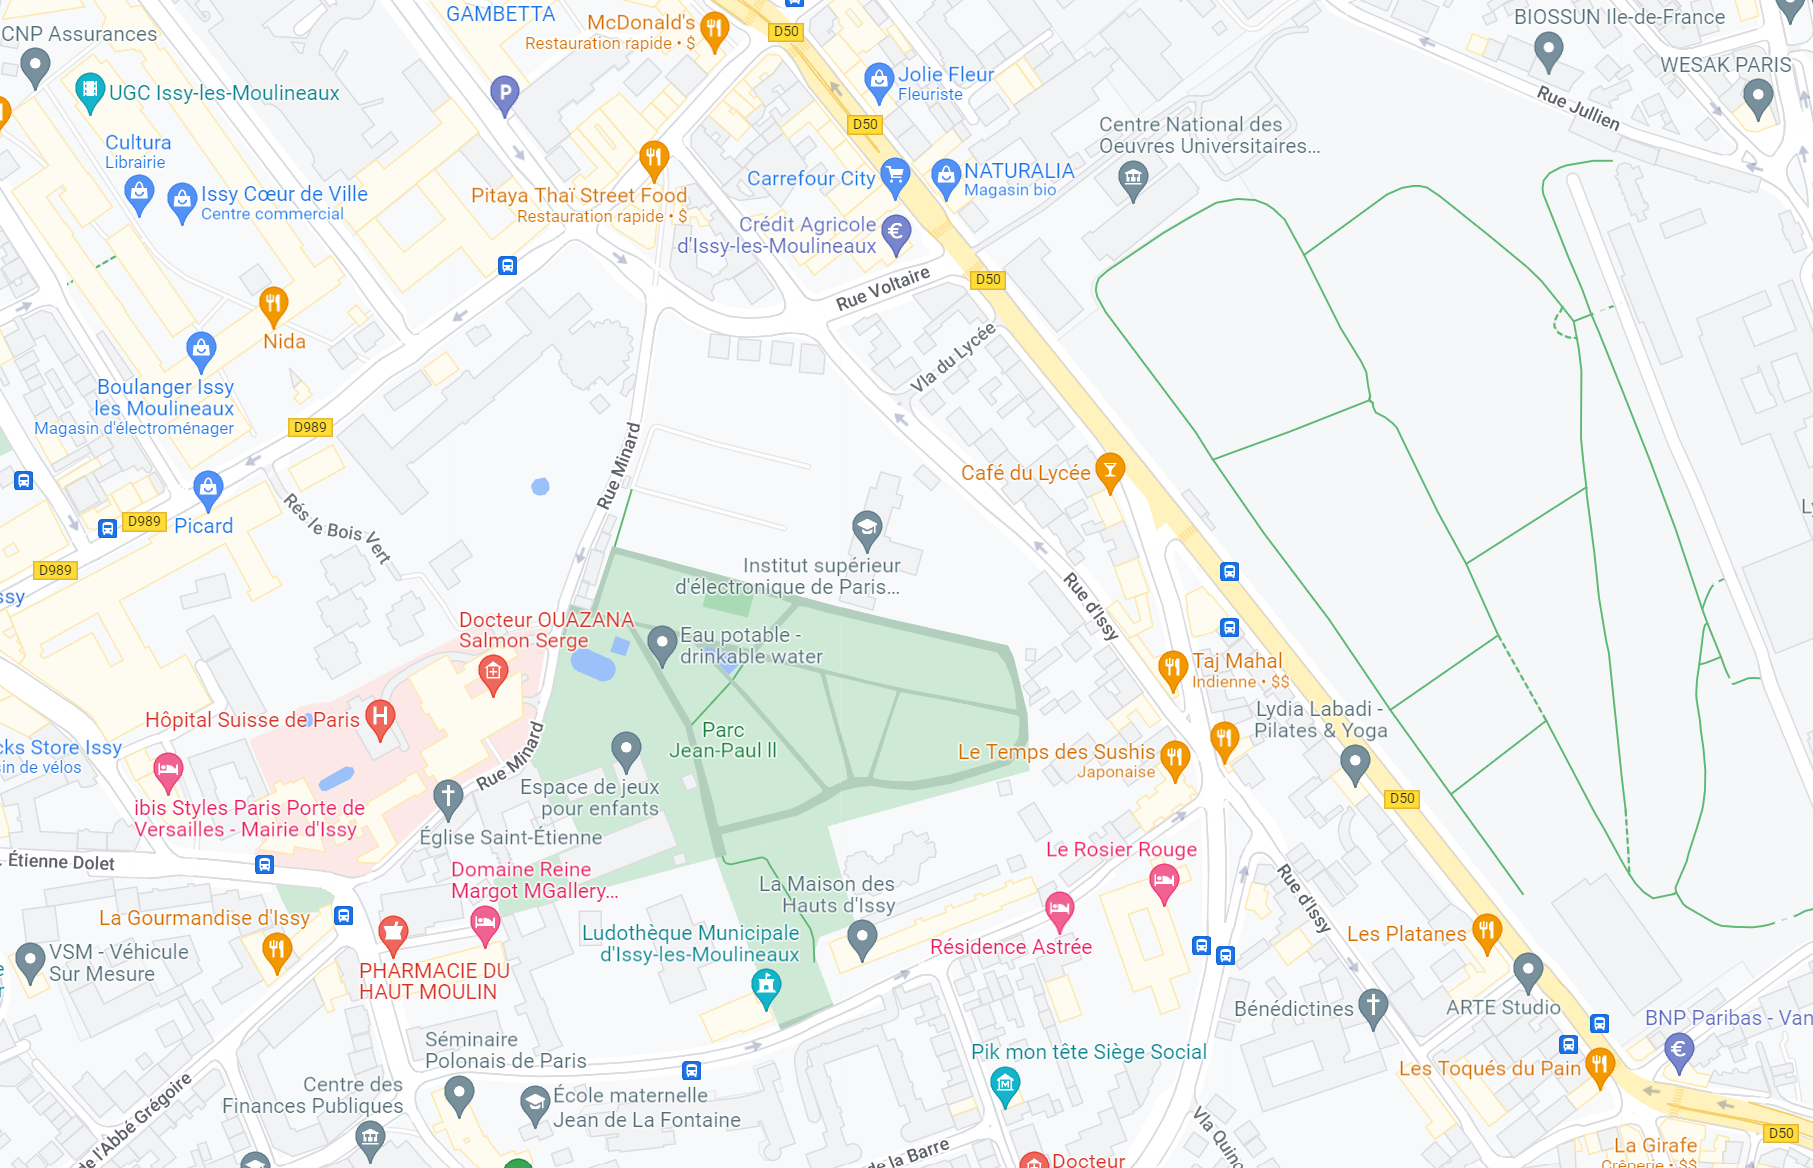 GAMBETTA
McDonald's
Restauration rapide • $
D50
BIOSSUN Ile-de-France
CNP Assurances
WESAK PARIS
UGC Issy-les-Moulineaux
Jolie Fleur
Fleuriste
P
Rue Jullien
D50
Cultura
Librairie
Centre National des
Oeuvres Universitaires...
Issy Cœur de Ville
Centre commercial
Pitaya Thaï Street Food
Restauration rapide • $
Carrefour City
NATURALIA
Magasin bio
Crédit Agricole
d'Issy-les-Moulineaux
€
Rue Voltaire
D50
Nida
Vla du Lycée
Boulanger Issy
les Moulineaux
Magasin d'électroménager
D989
Rue Minard
Café du Lycée
Picard
D989
Rés le Bois Vert
D989
Institut supérieur
d'électronique de Paris...
ssy
Rue d'Issy
Docteur OUAZANA
Salmon Serge
Eau potable -
drinkable water
Taj Mahal
Indienne • $$
Hôpital Suisse de Paris
H
Lydia Labadi -
Pilates & Yoga
Parc
Jean-Paul II
cks Store Issy
in de vélos
Rue Minard
Le Temps des Sushis
Japonaise
Espace de jeux
pour enfants
D50
ibis Styles Paris Porte de
Versailles - Mairie d'Issy
Église Saint-Étienne
Étienne Dolet
Le Rosier Rouge
Domaine Reine
Margot MGallery...
La Maison des
Hauts d'Issy
Rue d'Issy
La Gourmandise d'Issy
Ludothèque Municipale
d'Issy-les-Moulineaux
Résidence Astrée
Les Platanes
VSM - Véhicule
Sur Mesure
PHARMACIE DU
HAUT MOULIN
Bénédictines
ARTE Studio
BNP Paribas - Van
€
Séminaire
Polonais de Paris
Pik mon tête Siège Social
M
Les Toqués du Pain
Centre des
Finances Publiques
École maternelle
Jean de La Fontaine
de l'Abbé Grégoire
Vla Quinc
D50
de la Barre
La Girafe
Crêperie • $$
Docteur